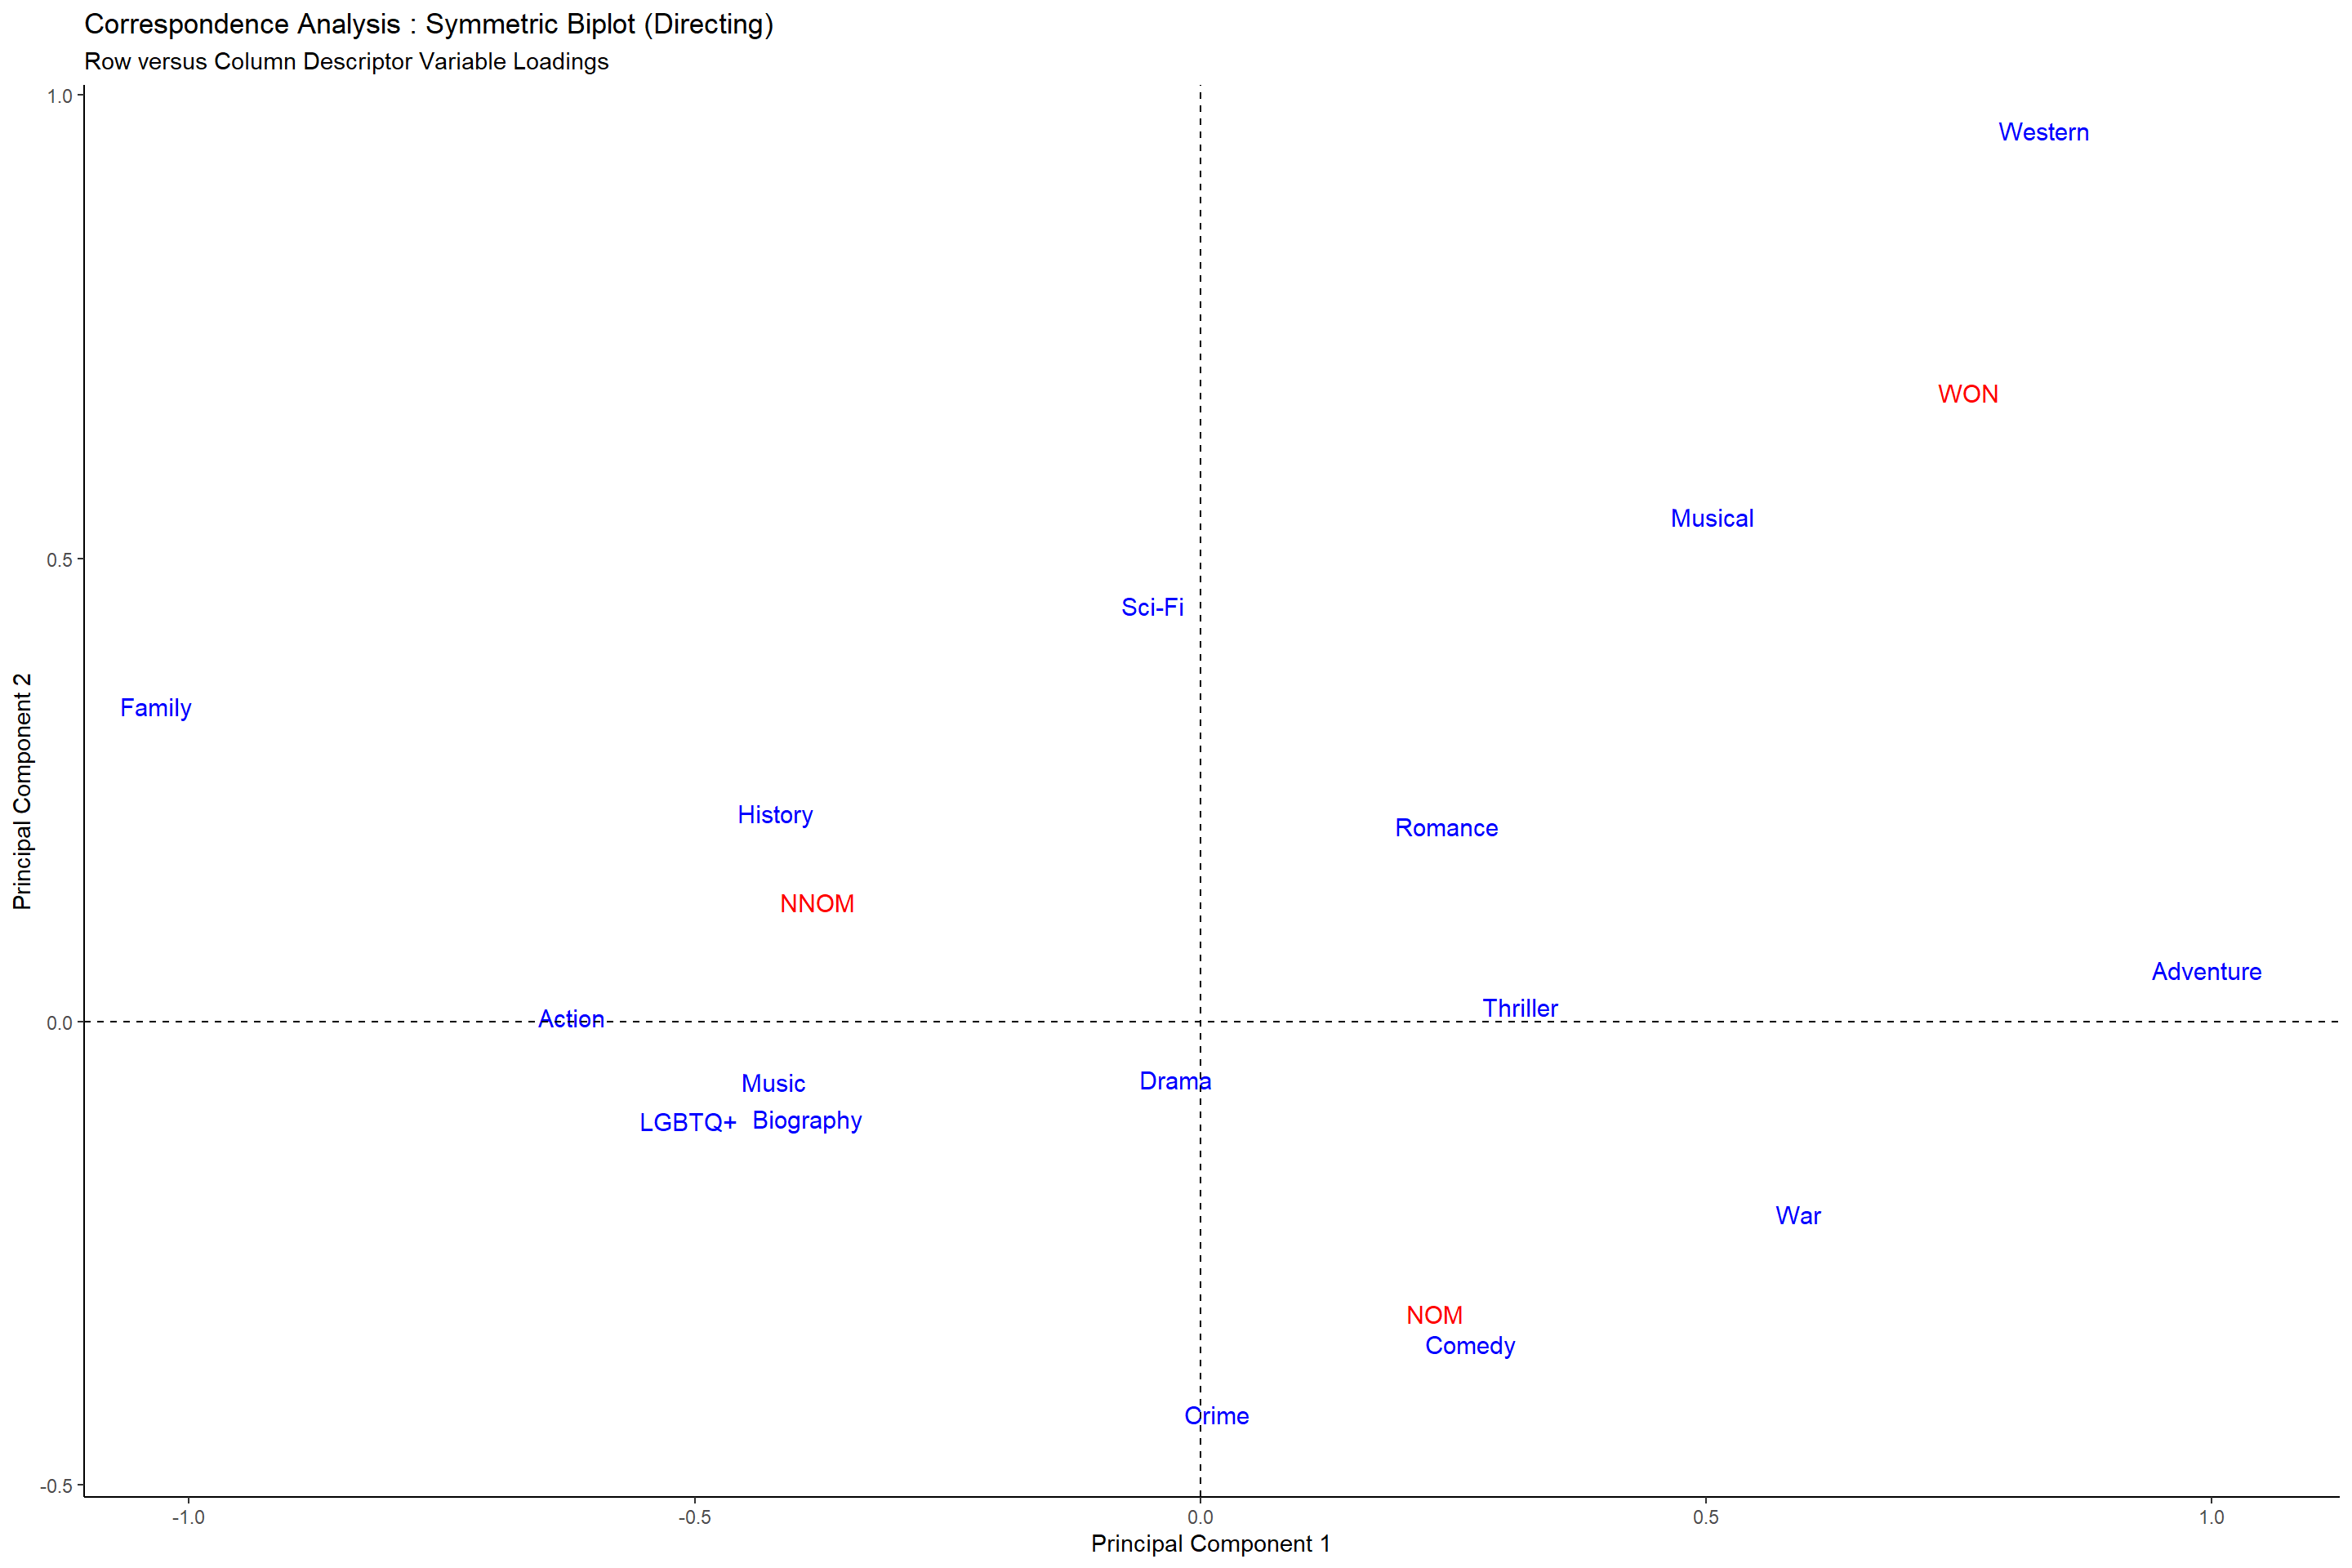 Correspondence Analysis : Symmetric Biplot (Directing)
Row versus Column Descriptor Variable Loadings
1.0
Western
WON
Musical
0.5
Sci-Fi
Family
History
Romance
Principal Component 2
NNOM
Adventure
Thriller
0.0
Action
Drama
Music
LGBTQ+ Biography
War
NOM
Comedy
Crime
-0.5
-1.0 -0.5 0.0 0.5 1.0
Principal Component 1